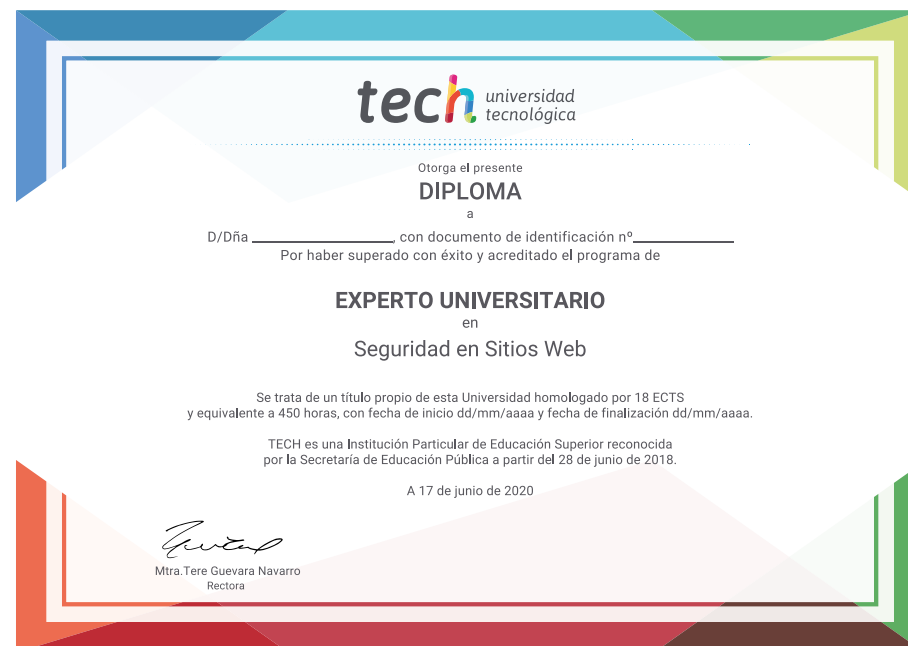 tech universidad
tecnológica
Otorga el presente
DIPLOMA
a
D/Dña ____________________, con documento de identificación nº______________
Por haber superado con éxito y acreditado el programa de
EXPERTO UNIVERSITARIO
en
Seguridad en Sitios Web
Se trata de un título propio de esta Universidad homologado por 18 ECTS
y equivalente a 450 horas, con fecha de inicio dd/mm/aaaa y fecha de finalización dd/mm/aaaa.
TECH es una Institución Particular de Educación Superior reconocida
por la Secretaría de Educación Pública a partir del 28 de junio de 2018.
A 17 de junio de 2020
Mtra.Tere Guevara Navarro
Rectora